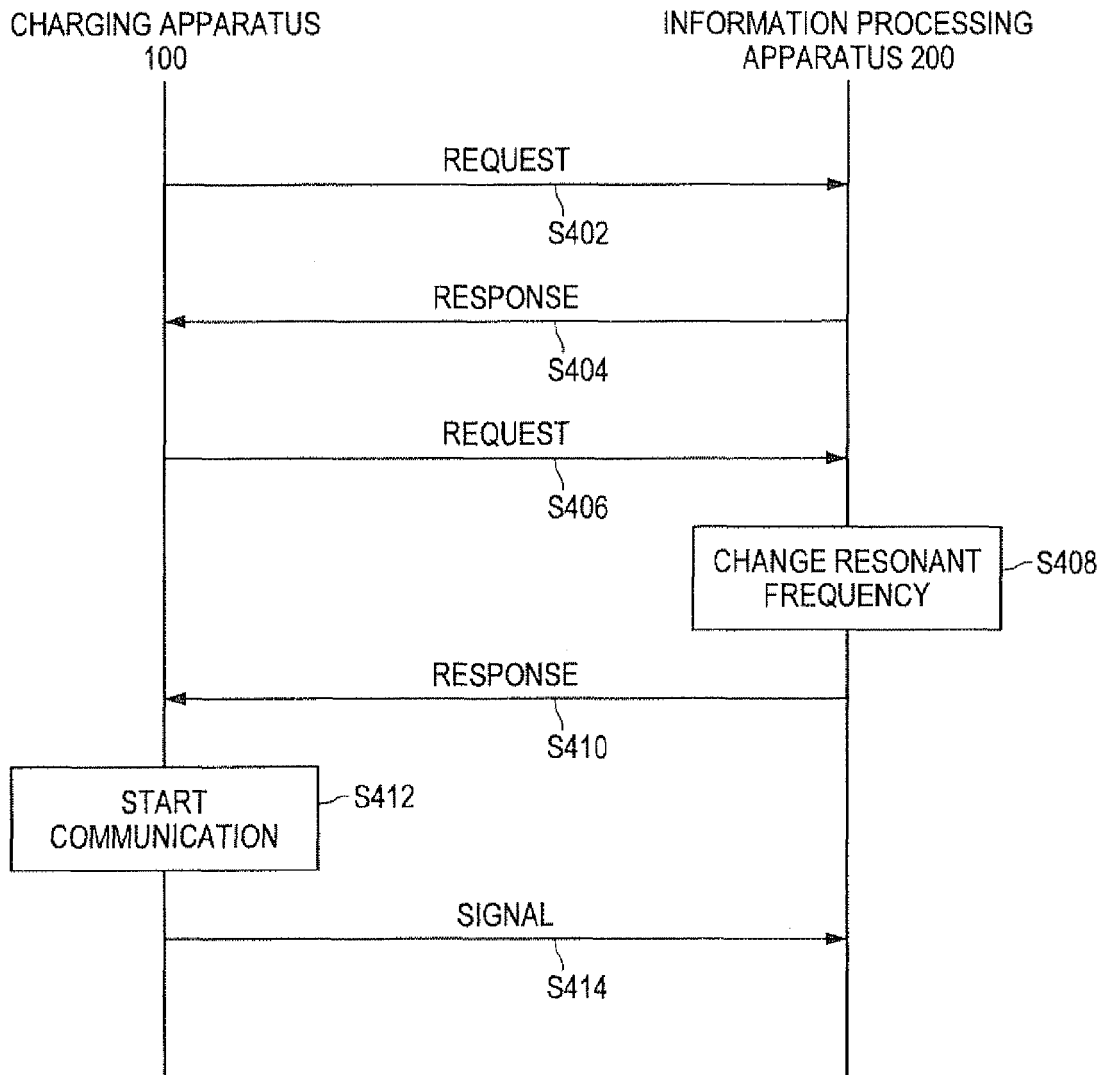 CHARGING APPARATUS
100
INFORMATION PROCESSING
APPARATUS 200
REQUEST
S402
RESPONSE
S404
REQUEST
S406
CHANGE RESONANT
FREQUENCY
S408
RESPONSE
S410
START
COMMUNICATION
S412
SIGNAL
S414